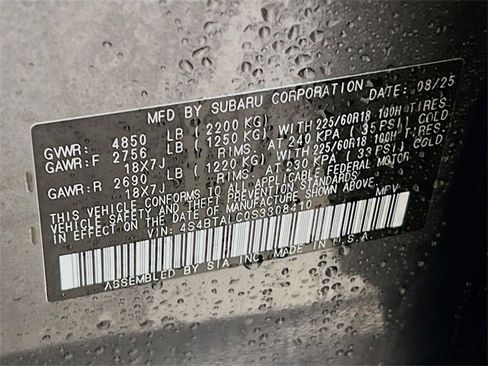 MFD BY SUBARU CORPORATION DATE: 08/25
GVWR: 4850 LB (2200 KG)
GAWR:F 2756 LB (1250 KG) WITH 225/60R18 100H TIRES.
18X7J RIMS. AT 240 KPA (35 PSI) COLD
GAWR:R 2690 LB (1220 KG) WITH 225/60R18 100H TIRES.
18X7J RIMS. AT 230 KPA (33 PSI) COLD
THIS VEHICLE CONFORMS TO ALL APPLICABLE FEDERAL MOTOR
VEHICLE SAFETY AND THEFT PREVENTION STANDARDS
IN EFFECT ON THE DATE OF MANUFACTURE SHOWN ABOVE.
VIN: 4S4BTALC0S3308410 MPV
ASSEMBLED BY SIA INC. MADE IN U.S.A.